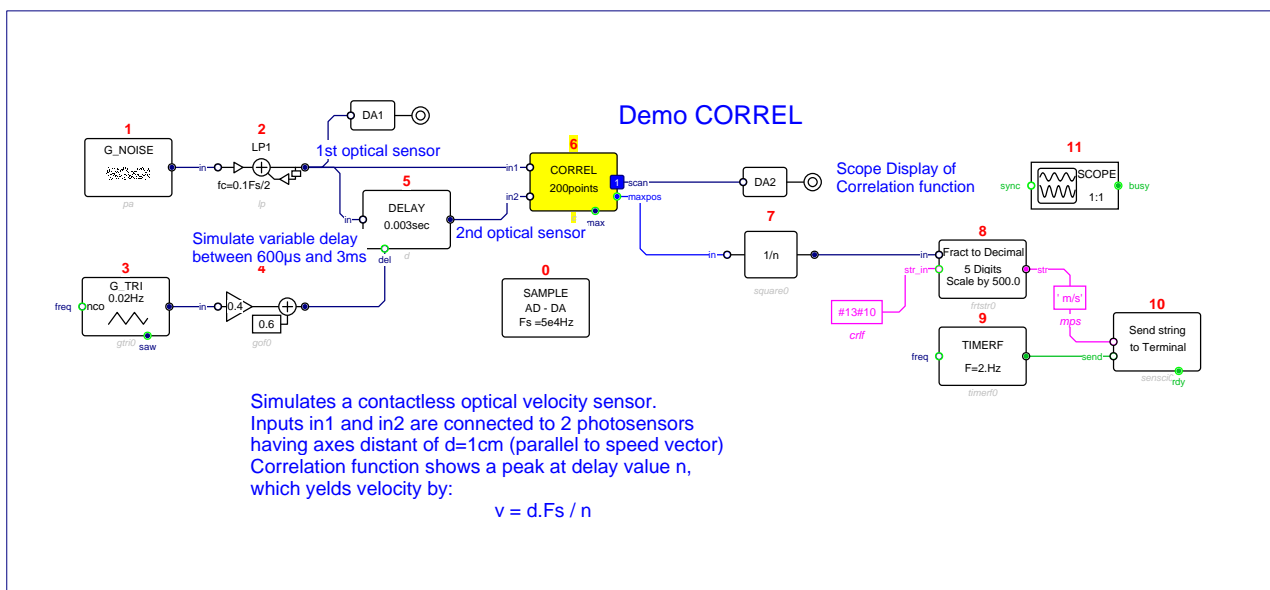 Demo CORREL
1
G_NOISE
pa
in
2
LP1
fc=0.1Fs/2
lp
DA1
1st optical sensor
5
in
DELAY
0.003sec
d
del
2nd optical sensor
Simulate variable delay
between 600µs and 3ms
3
freq
nco
G_TRI
0.02Hz
gtri0
saw
4
in
0.4
0.6
gof0
6
in1
in2
CORREL
200points
1
scan
maxpos
max
DA2
Scope Display of
Correlation function
11
sync
SCOPE
1:1
busy
0
SAMPLE
AD - DA
Fs =5e4Hz
7
in
1/n
square0
8
in
str_in
Fract to Decimal
5 Digits
Scale by 500.0
frtstr0
str
#13#10
crlf
' m/s'
mps
9
freq
TIMERF
F=2.Hz
timerf0
send
10
Send string
to Terminal
rdy
Simulates a contactless optical velocity sensor.
Inputs in1 and in2 are connected to 2 photosensors
having axes distant of d=1cm (parallel to speed vector)
Correlation function shows a peak at delay value n,
which yelds velocity by:
v = d.Fs / n